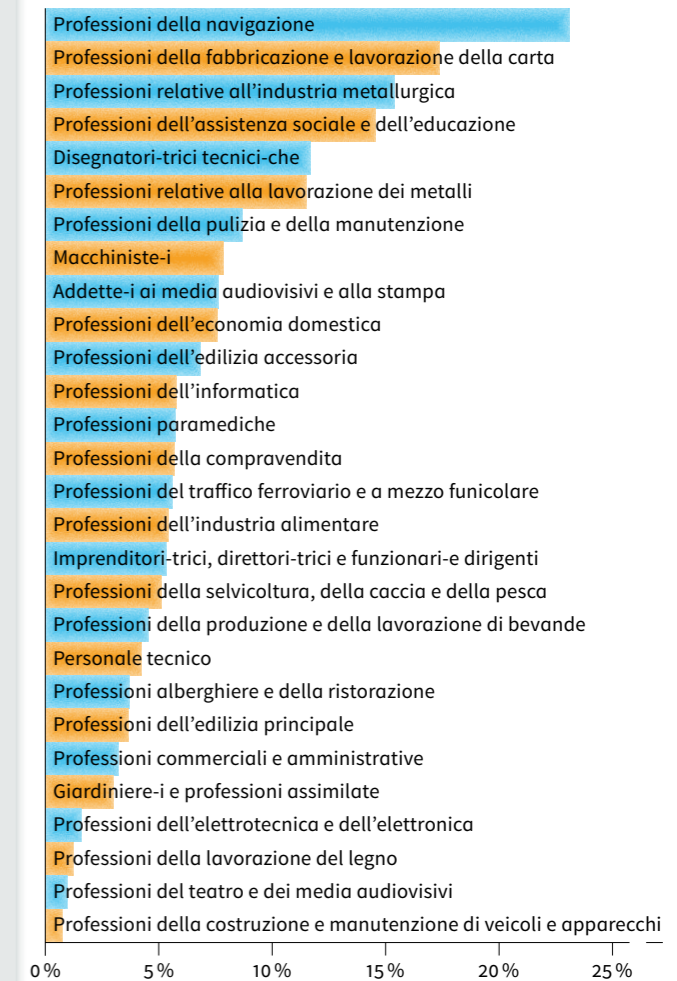 Professioni della navigazione
Professioni della fabbricazione e lavorazione della carta
Professioni relative all’industria metallurgica
Professioni dell’assistenza sociale e dell’educazione
Disegnatori-trici tecnici-che
Professioni relative alla lavorazione dei metalli
Professioni della pulizia e della manutenzione
Macchiniste-i
Addette-i ai media audiovisivi e alla stampa
Professioni dell’economia domestica
Professioni dell’edilizia accessoria
Professioni dell’informatica
Professioni paramediche
Professioni della compravendita
Professioni del traffico ferroviario e a mezzo funicolare
Professioni dell’industria alimentare
Imprenditori-trici, direttori-trici e funzionari-e dirigenti
Professioni della selvicoltura, della caccia e della pesca
Professioni della produzione e della lavorazione di bevande
Personale tecnico
Professioni alberghiere e della ristorazione
Professioni dell’edilizia principale
Professioni commerciali e amministrative
Giardiniere-i e professioni assimilate
Professioni dell’elettrotecnica e dell’elettronica
Professioni della lavorazione del legno
Professioni del teatro e dei media audiovisivi
Professioni della costruzione e manutenzione di veicoli e apparecchi
0 % 5 % 10 % 15 % 20 % 25 %